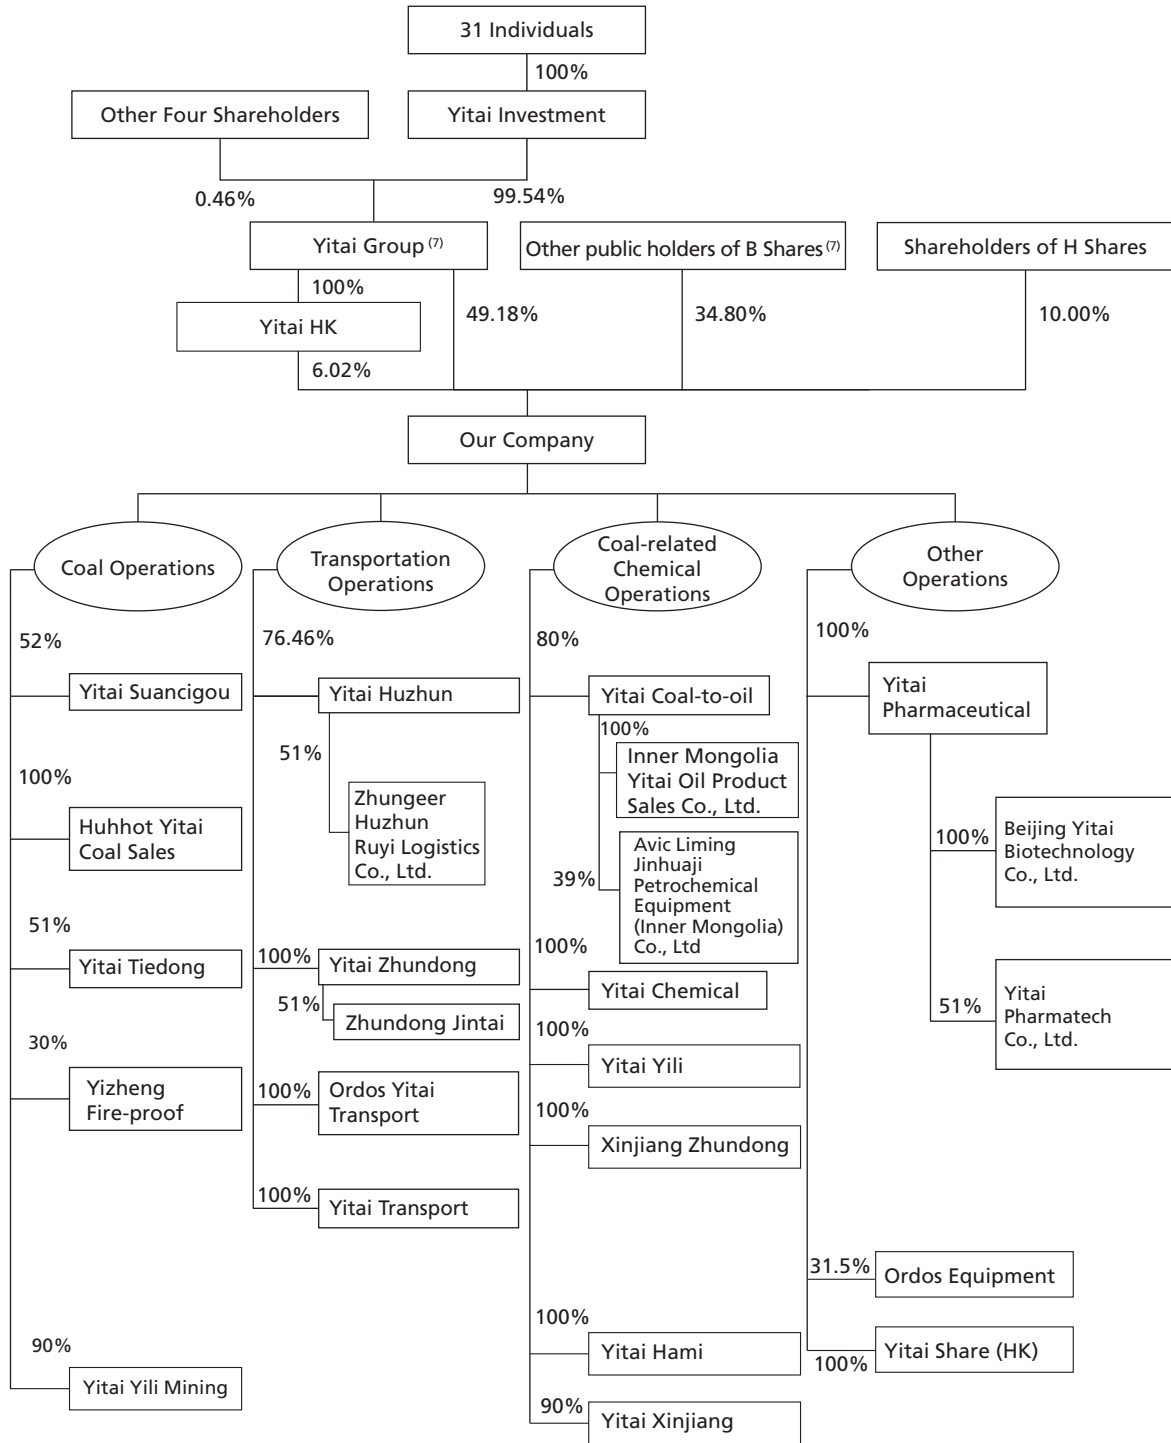 31 Individuals
100%
Other Four Shareholders
Yitai Investment
0.46%
99.54%
Yitai Group (7)
Other public holders of B Shares (7)
Shareholders of H Shares
100%
49.18%
34.80%
10.00%
Yitai HK
6.02%
Our Company
Coal Operations
Transportation
Operations
Coal-related
Chemical
Operations
Other
Operations
52%
Yitai Suancigou
100%
Huhhot Yitai
Coal Sales
51%
Yitai Tiedong
30%
Yizheng
Fire-proof
90%
Yitai Yili Mining
76.46%
Yitai Huzhun
51%
Zhungeer
Huzhun
Ruyi Logistics
Co., Ltd.
100%
Yitai Zhundong
51%
Zhundong Jintai
100%
Ordos Yitai
Transport
100%
Yitai Transport
80%
Yitai Coal-to-oil
100%
Inner Mongolia
Yitai Oil Product
Sales Co., Ltd.
39%
Avic Liming
Jinhuaji
Petrochemical
Equipment
(Inner Mongolia)
Co., Ltd
100%
Yitai Chemical
100%
Yitai Yili
100%
Xinjiang Zhundong
100%
Yitai Hami
90%
Yitai Xinjiang
100%
Yitai
Pharmaceutical
100%
Beijing Yitai
Biotechnology
Co., Ltd.
51%
Yitai
Pharmatech
Co., Ltd.
31.5%
Ordos Equipment
100%
Yitai Share (HK)